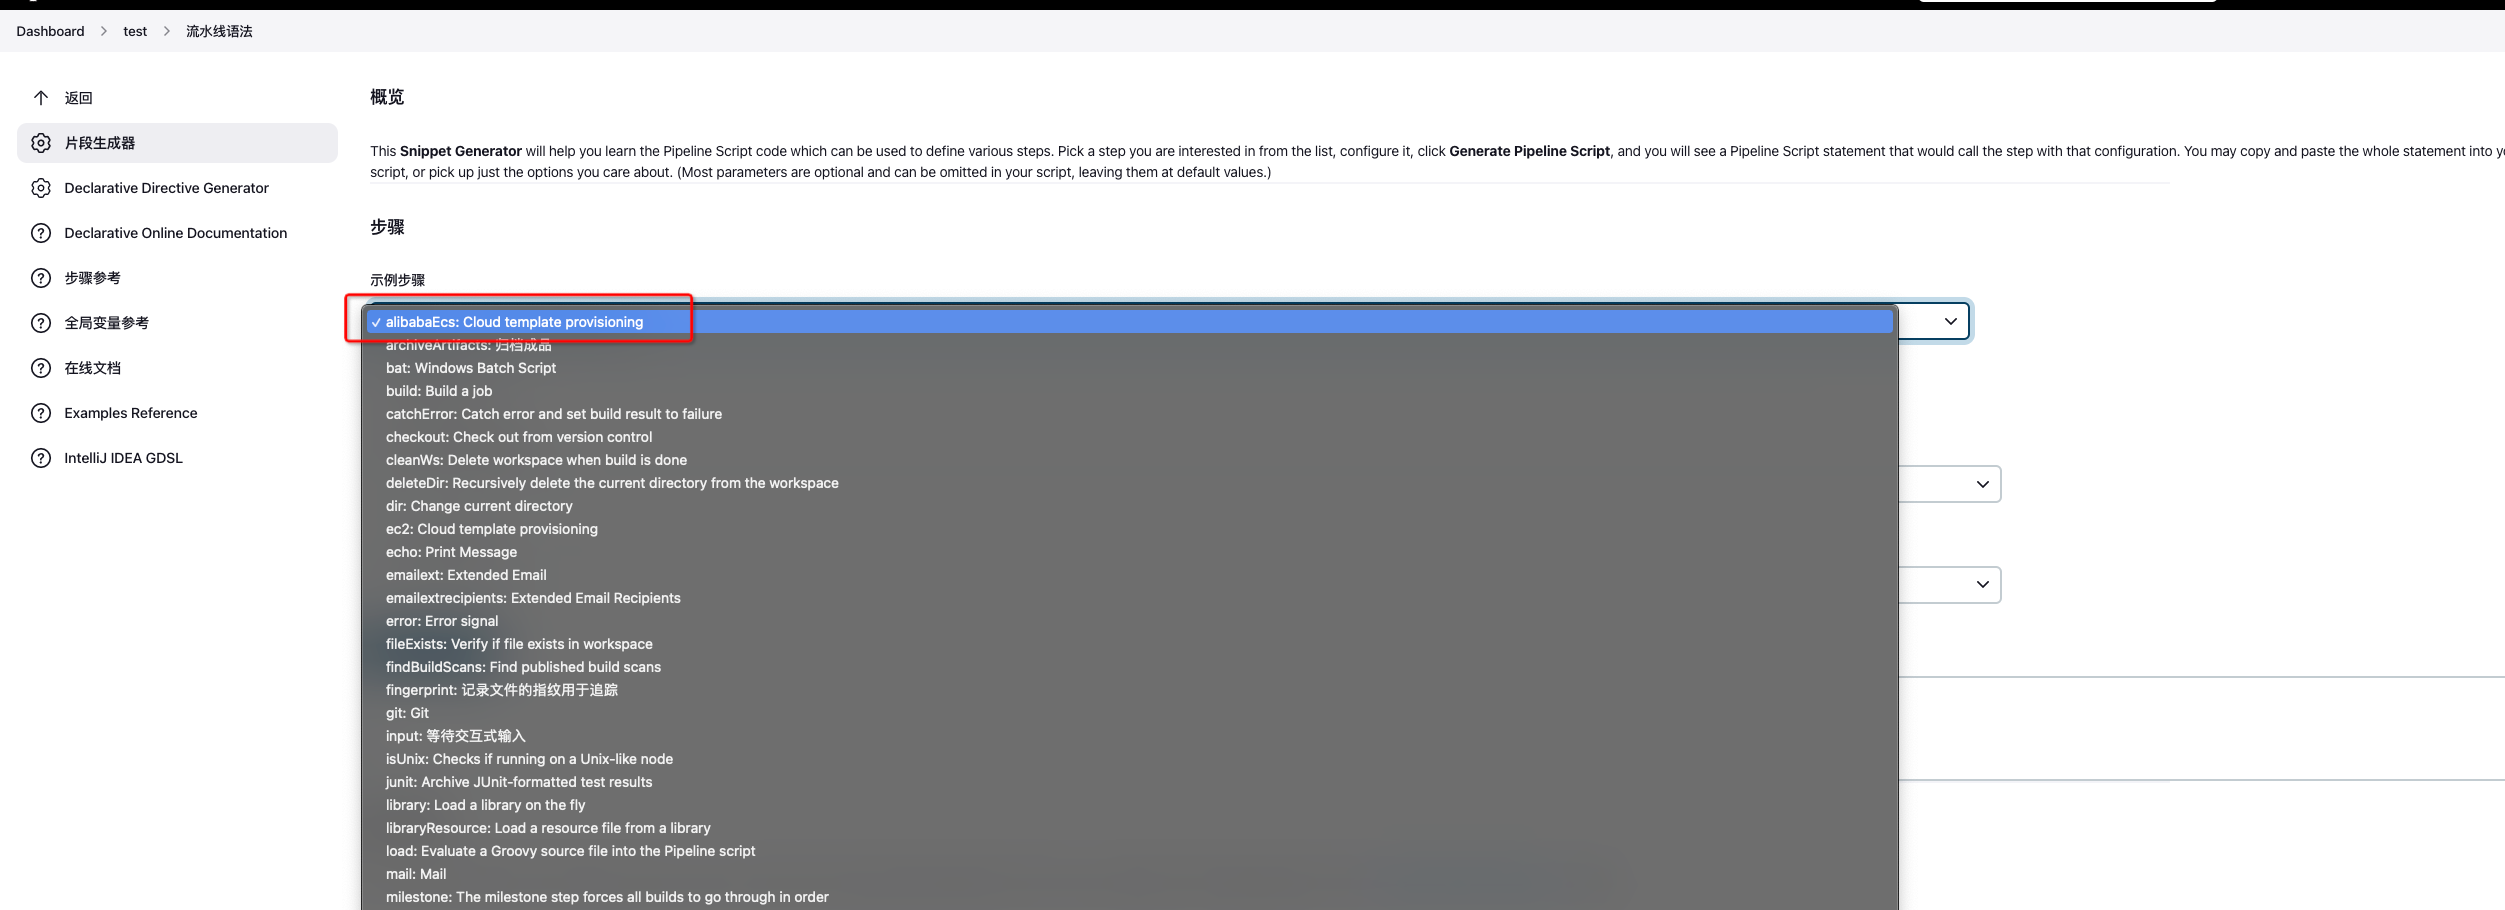 Dashboard > test > 流水线语法
返回
片段生成器
Declarative Directive Generator
Declarative Online Documentation
步骤参考
全局变量参考
在线文档
Examples Reference
IntelliJ IDEA GDSL
概览
This Snippet Generator will help you learn the Pipeline Script code which can be used to define various steps. Pick a step you are interested in from the list, configure it, click Generate Pipeline Script, and you will see a Pipeline Script statement that would call the step with that configuration. You may copy and paste the whole statement into
script, or pick up just the options you care about. (Most parameters are optional and can be omitted in your script, leaving them at default values.)
步骤
示例步骤
✓ alibabaEcs: Cloud template provisioning
archiveArtifacts: 归档成品
bat: Windows Batch Script
build: Build a job
catchError: Catch error and set build result to failure
checkout: Check out from version control
cleanWs: Delete workspace when build is done
deleteDir: Recursively delete the current directory from the workspace
dir: Change current directory
ec2: Cloud template provisioning
echo: Print Message
emailext: Extended Email
emailextrecipients: Extended Email Recipients
error: Error signal
fileExists: Verify if file exists in workspace
findBuildScans: Find published build scans
fingerprint: 记录文件的指纹用于追踪
git: Git
input: 等待交互式输入
isUnix: Checks if running on a Unix-like node
junit: Archive JUnit-formatted test results
library: Load a library on the fly
libraryResource: Load a resource file from a library
load: Evaluate a Groovy source file into the Pipeline script
mail: Mail
milestone: The milestone step forces all builds to go through in order